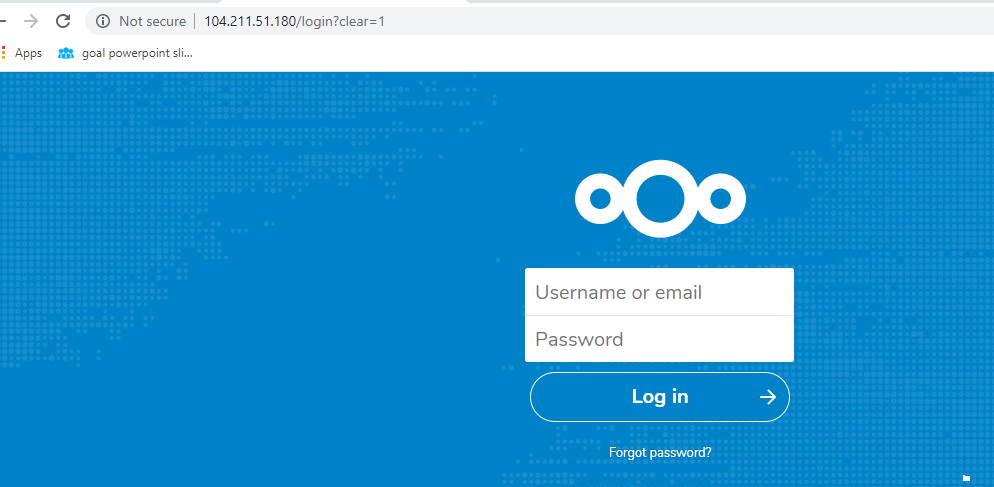 Not secure 104.211.51.180/login?clear=1
Apps goal powerpoint sli...
Username or email
Password
Log in
Forgot password?